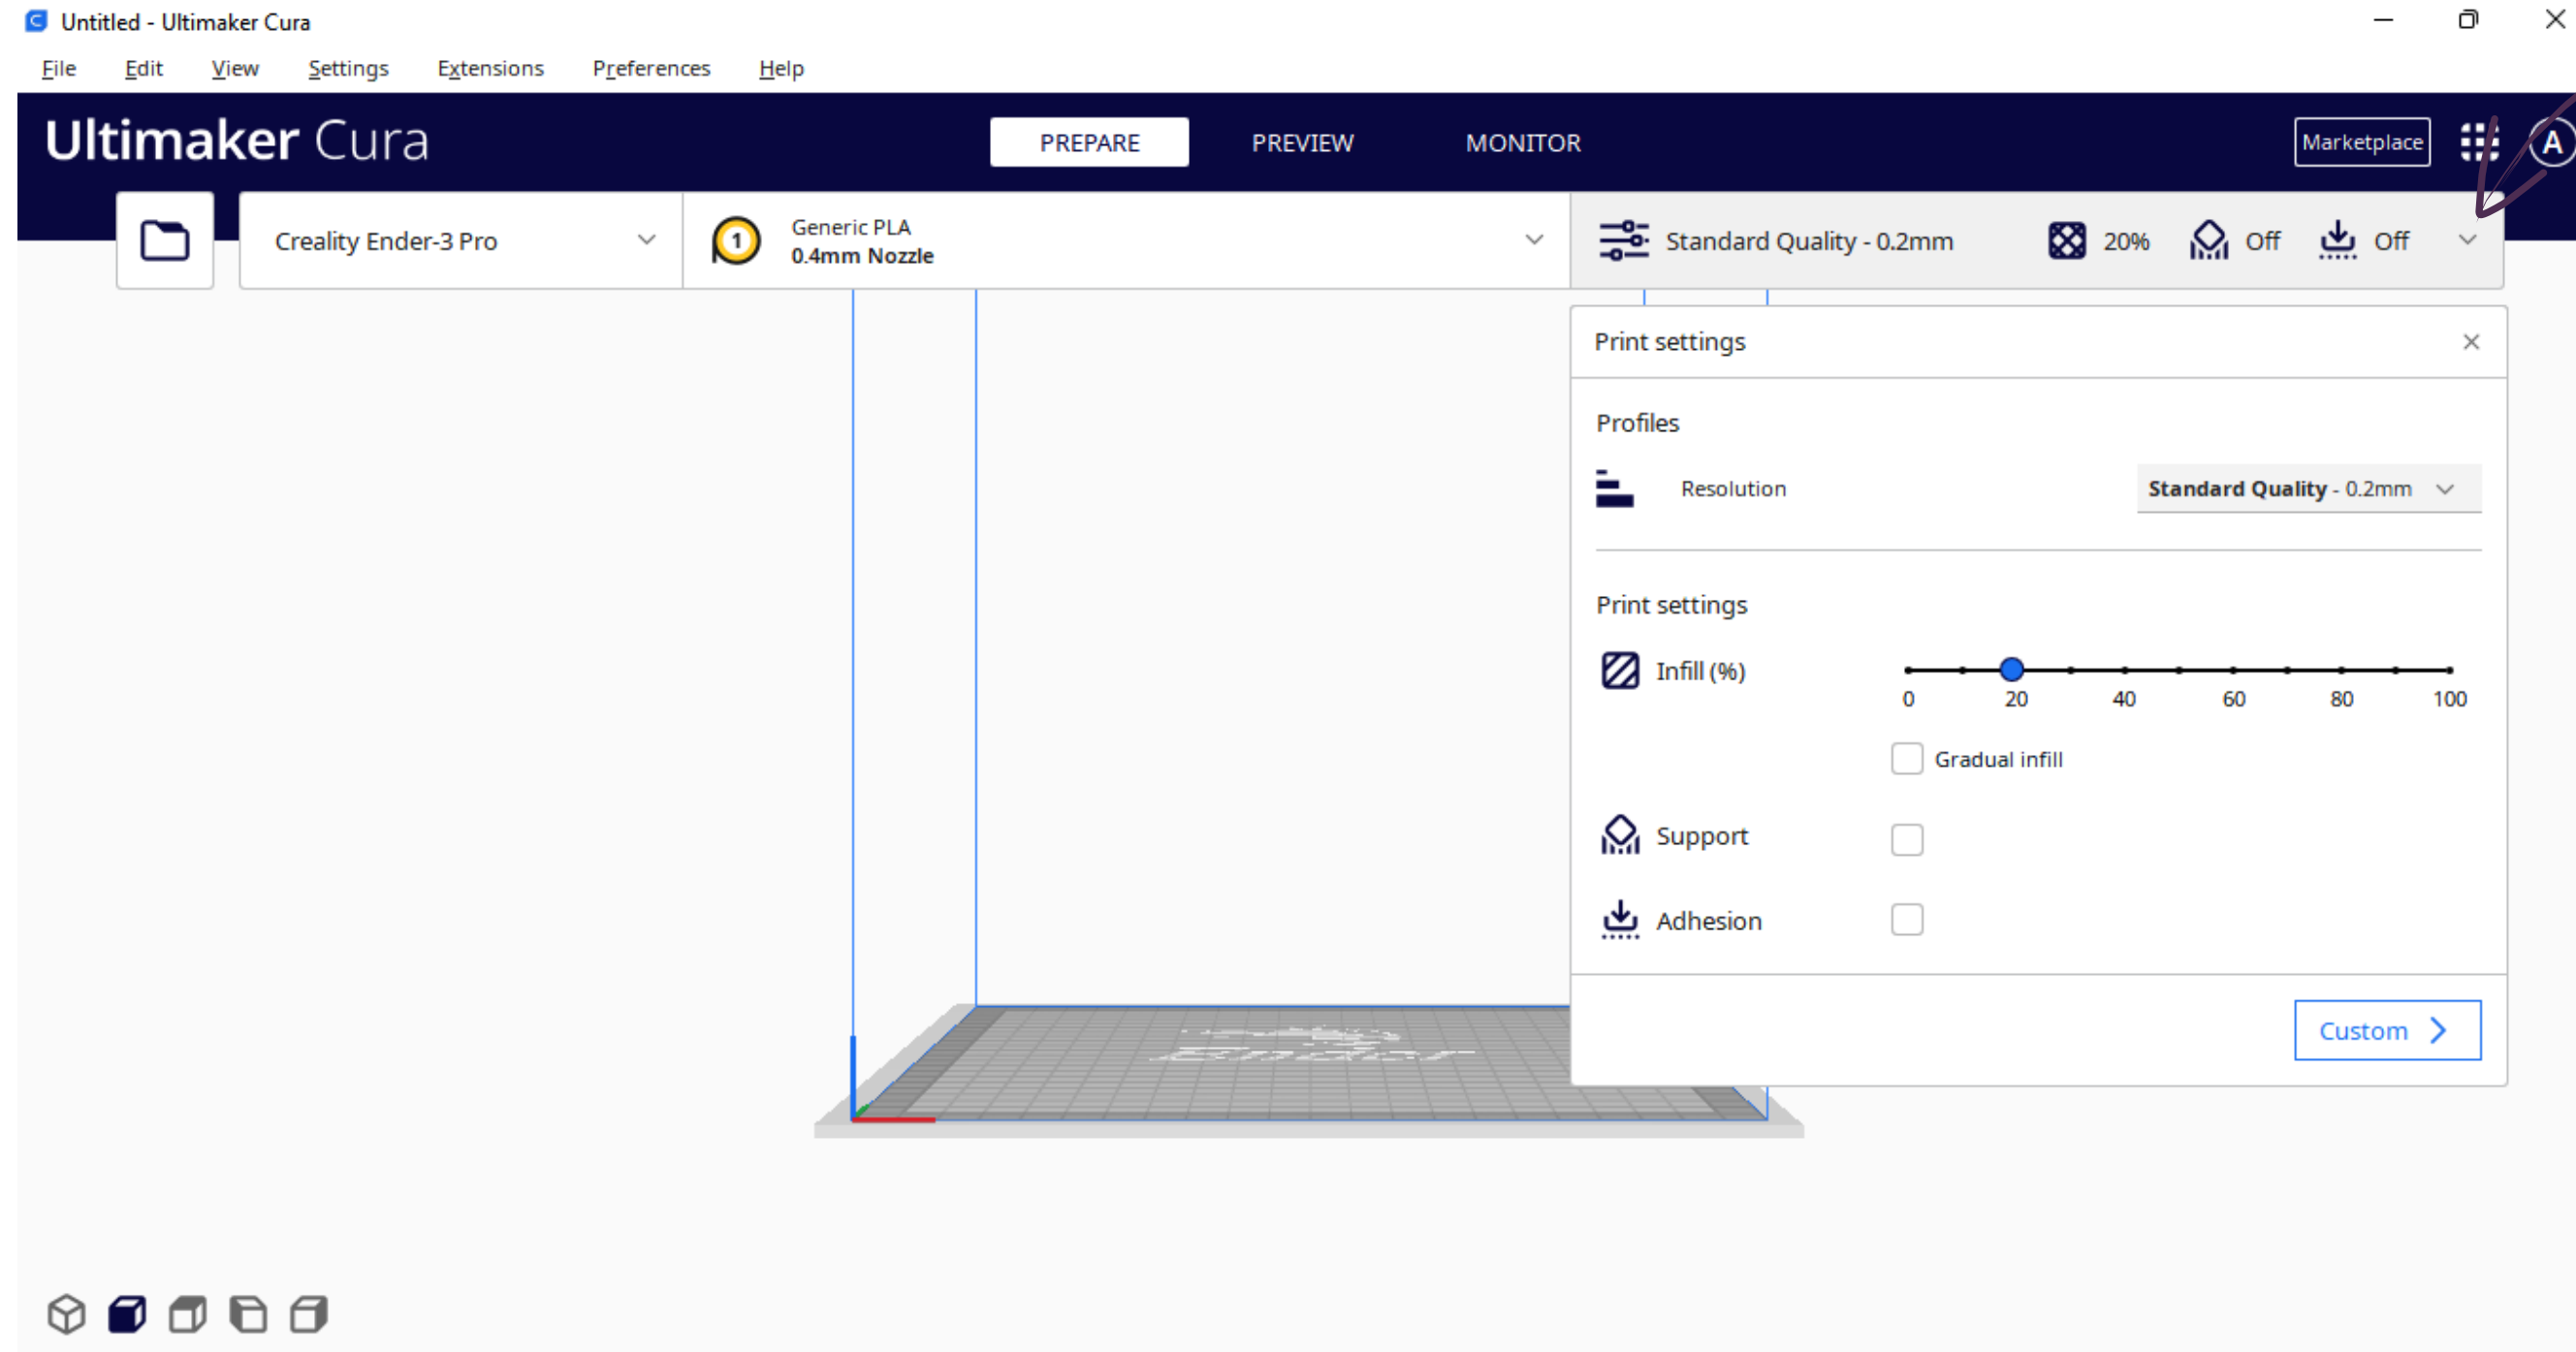 Untitled - Ultimaker Cura
File Edit View Settings Extensions Preferences Help
Ultimaker Cura PREPARE PREVIEW MONITOR Marketplace A
Creality Ender-3 Pro 1 Generic PLA
0.4mm Nozzle
Standard Quality - 0.2mm 20% Off Off
Print settings
Profiles
Resolution Standard Quality - 0.2mm
Print settings
Infill (%)
0 20 40 60 80 100
Gradual infill
Support
Adhesion
Custom